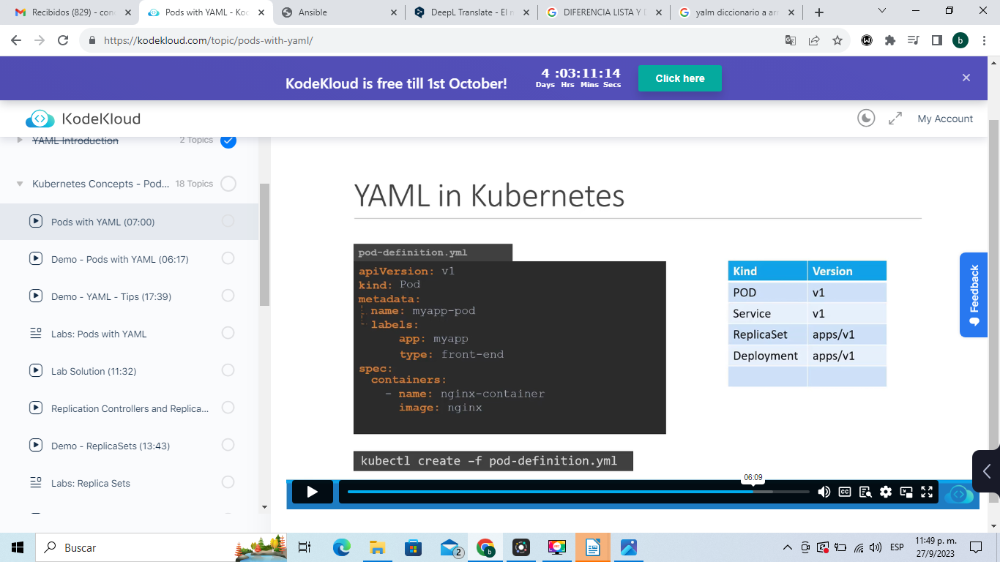 Recibidos (829) - con
Pods with YAML - Ko
Ansible
DeepL Translate - El m
DIFERENCIA LISTA Y
yalm diccionario a ar
https://kodekloud.com/topic/pods-with-yaml/
b
KodeKloud is free till 1st October!
4 :03:11:14
Days Hrs Mins Secs
Click here
KodeKloud
My Account
YAML Introduction
2 Topics
Kubernetes Concepts - Pod...
18 Topics
Pods with YAML (07:00)
Demo - Pods with YAML (06:17)
Demo - YAML - Tips (17:39)
Labs: Pods with YAML
Lab Solution (11:32)
Replication Controllers and Replica...
Demo - ReplicaSets (13:43)
Labs: Replica Sets
YAML in Kubernetes
pod-definition.yml
apiVersion: v1
kind: Pod
metadata:
name: myapp-pod
labels:
app: myapp
type: front-end
spec:
containers:
- name: nginx-container
image: nginx
kubectl create –f pod-definition.yml
Kind Version
POD v1
Service v1
ReplicaSet apps/v1
Deployment apps/v1
Feedback
06:09
CC
Buscar
2
b
ESP
11:49 p. m.
27/9/2023